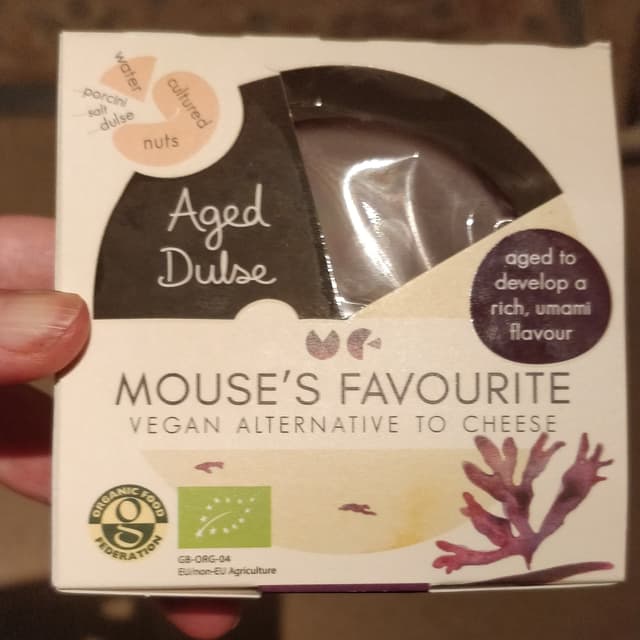 water
porcini
salt
dulse
cultured
nuts
Aged
Dulse
aged to
develop a
rich, umami
flavour
MOUSE'S FAVOURITE
VEGAN ALTERNATIVE TO CHEESE
ORGANIC FOOD
FEDERATION
GB-ORG-04
EU/non-EU Agriculture